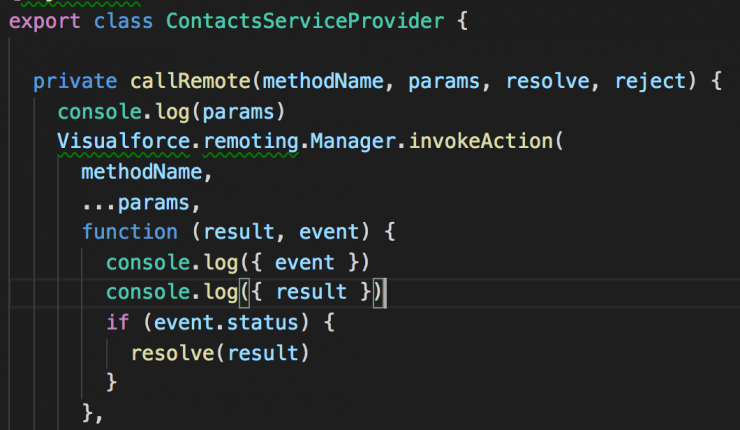 export class ContactsServiceProvider {
private callRemote(methodName, params, resolve, reject) {
console.log(params)
Visualforce.remoting.Manager.invokeAction(
methodName,
...params,
function (result, event) {
console.log({ event })
console.log({ result })
if (event.status) {
resolve(result)
}
},